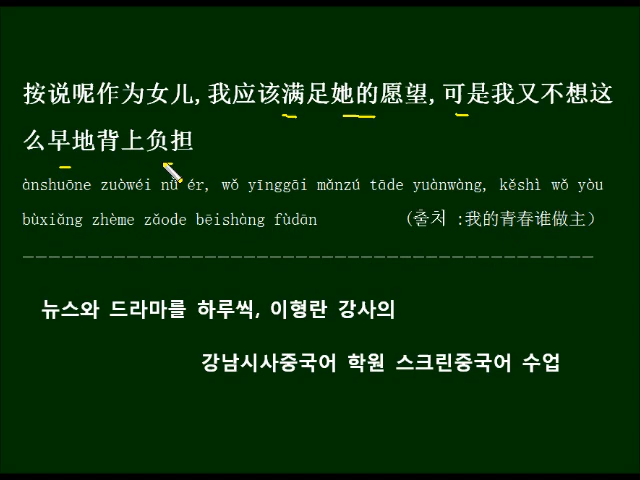 按说呢作为女儿, 我应该满足她的愿望, 可是我又不想这
么早地背上负担
ànshuōne zuòwéi nǚ ér, wǒ yīnggāi mǎnzú tāde yuànwàng, kěshì wǒ yòu
bùxiǎng zhème zǎode bēishàng fùdān (출처 :我的青春谁做主)
뉴스와 드라마를 하루씩, 이형란 강사의
강남시사중국어 학원 스크린중국어 수업